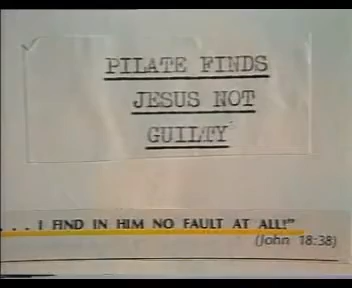 PILATE FINDS
JESUS NOT
GUILTY
. . . I FIND IN HIM NO FAULT AT ALL!"
(John 18:38)